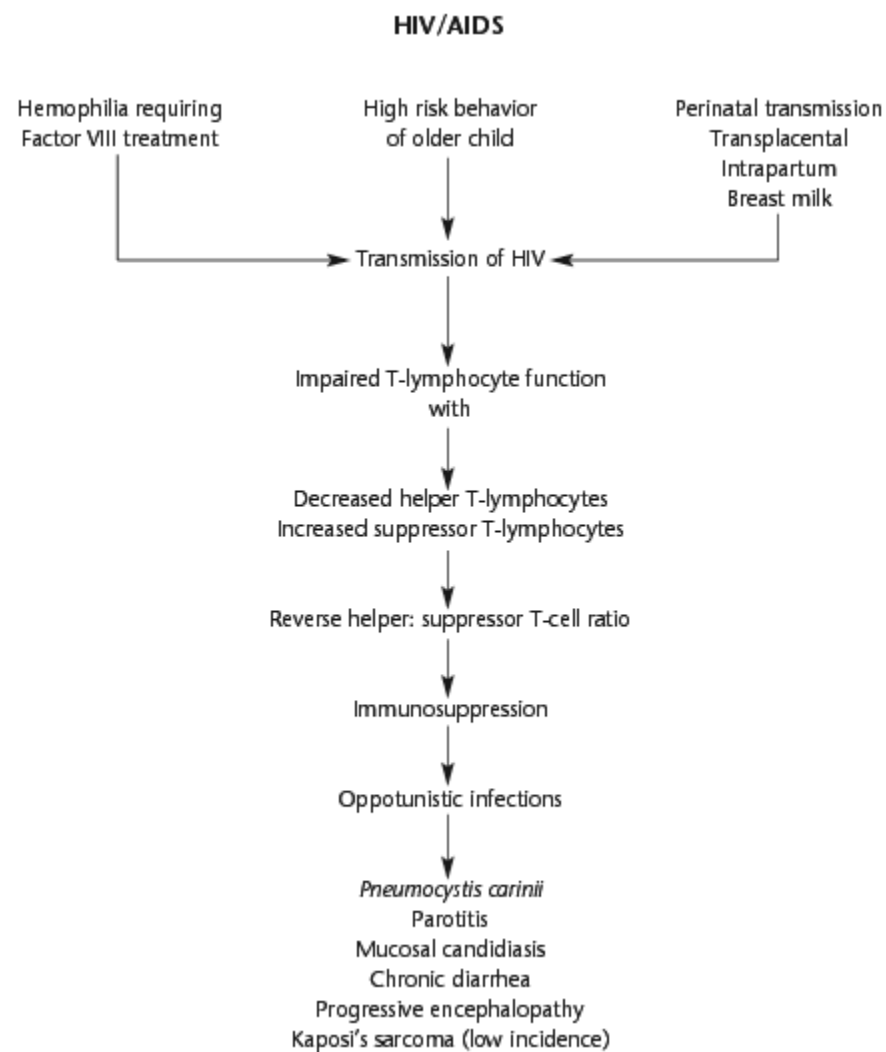 HIV/AIDS
Hemophilia requiring
Factor VIII treatment
High risk behavior
of older child
Perinatal transmission
Transplacental
Intrapartum
Breast milk
Transmission of HIV
Impaired T-lymphocyte function
with
Decreased helper T-lymphocytes
Increased suppressor T-lymphocytes
Reverse helper: suppressor T-cell ratio
Immunosuppression
Oppotunistic infections
Pneumocystis carinii
Parotitis
Mucosal candidiasis
Chronic diarrhea
Progressive encephalopathy
Kaposi's sarcoma (low incidence)